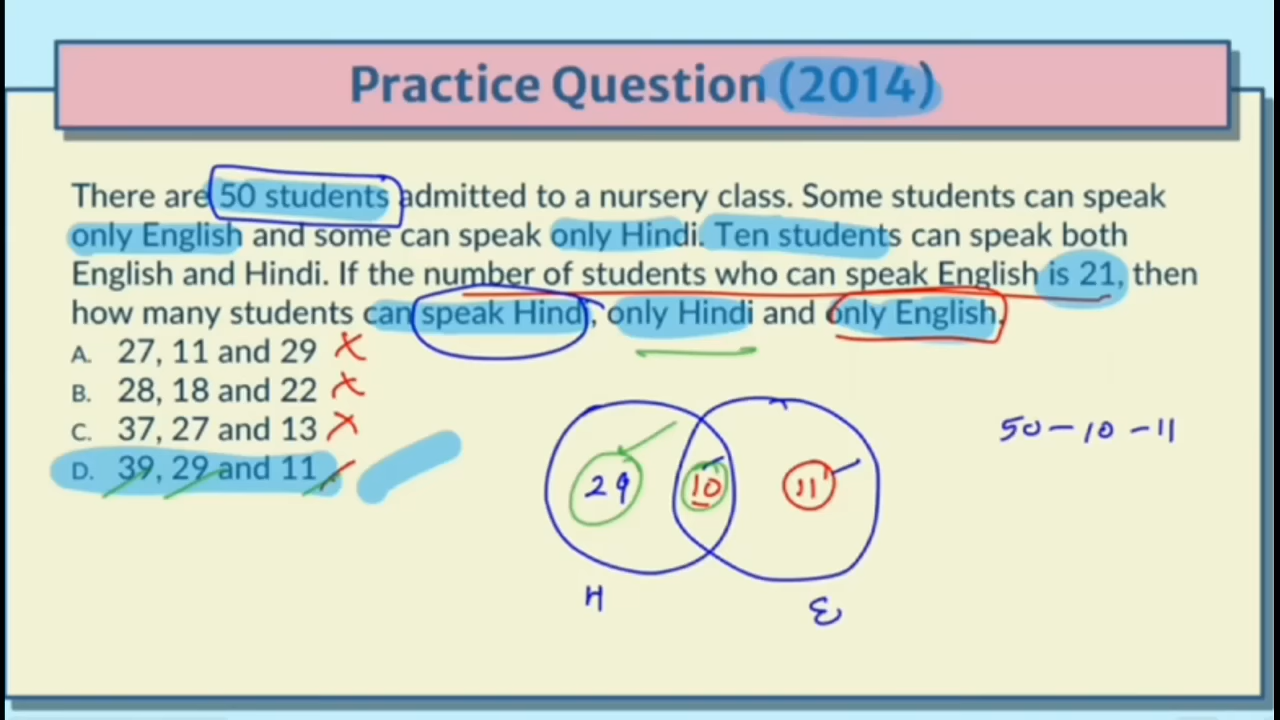 Practice Question (2014)
There are 50 students admitted to a nursery class. Some students can speak
only English and some can speak only Hindi. Ten students can speak both
English and Hindi. If the number of students who can speak English is 21, then
how many students can speak Hindi, only Hindi and only English.
A. 27, 11 and 29
B. 28, 18 and 22
C. 37, 27 and 13
D. 39, 29 and 11
50 - 10 - 11
29 10 11
H E